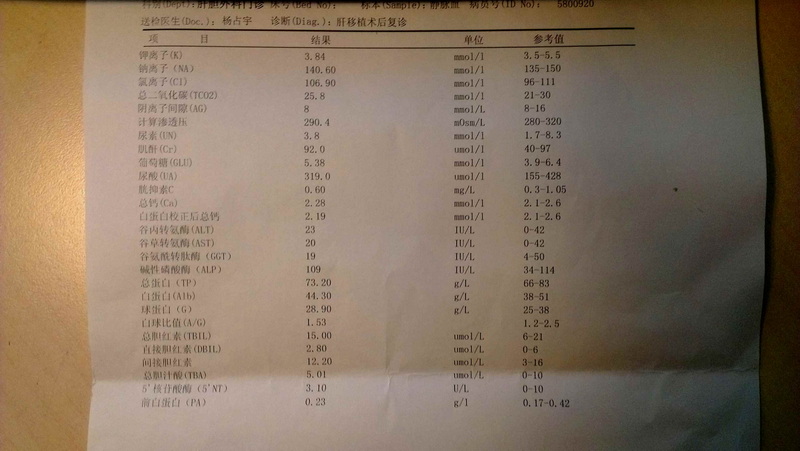 科别(Dept): 肝胆外科门诊 床号(Bed No): 标本(Sample): 静脉血 病员号(ID No): 5800920
送检医生(Doc.): 杨占宇 诊断(Diag.): 肝移植术后复诊
项 目 结果 单位 参考值
钾离子(K) 3.84 mmol/l 3.5-5.5
钠离子(NA) 140.60 mmol/l 135-150
氯离子(Cl) 106.90 mmol/l 96-111
总二氧化碳(TCO2) 25.8 mmol/l 21-30
阴离子间隙(AG) 8 mmol/L 8-16
计算渗透压 290.4 mOsm/L 280-320
尿素(UN) 3.8 mmol/l 1.7-8.3
肌酐(Cr) 92.0 umol/l 40-97
葡萄糖(GLU) 5.38 mmol/l 3.9-6.4
尿酸(UA) 319.0 umol/l 155-428
胱抑素C 0.60 mg/L 0.3-1.05
总钙(Ca) 2.28 mmol/l 2.1-2.6
白蛋白校正后总钙 2.19 mmol/l 2.1-2.6
谷丙转氨酶(ALT) 23 IU/L 0-42
谷草转氨酶(AST) 20 IU/L 0-42
谷氨酰转肽酶(GGT) 19 IU/L 4-50
碱性磷酸酶(ALP) 109 IU/L 34-114
总蛋白(TP) 73.20 g/L 66-83
白蛋白(Alb) 44.30 g/L 38-51
球蛋白(G) 28.90 g/L 25-38
白球比值(A/G) 1.53 1.2-2.5
总胆红素(TBIL) 15.00 umol/L 6-21
直接胆红素(DBIL) 2.80 umol/L 0-6
间接胆红素 12.20 umol/L 3-16
总胆汁酸(TBA) 5.01 umol/L 0-10
5'核苷酸酶(5'NT) 3.10 U/L 0-10
前白蛋白(PA) 0.23 g/l 0.17-0.42